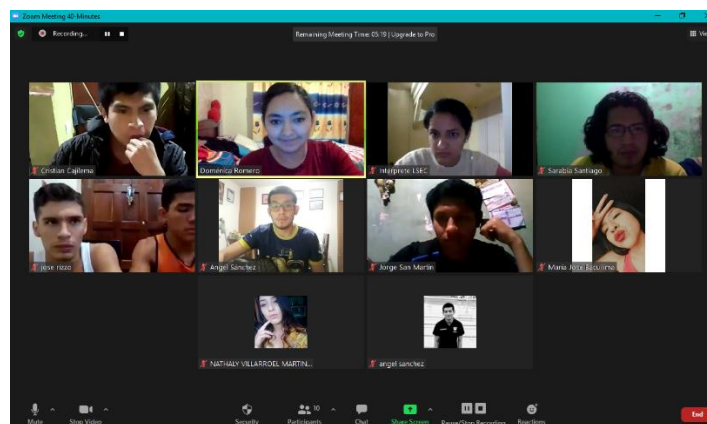 Zoom Meeting 40-Minutes
Recording...
Remaining Meeting Time: 05:19 | Upgrade to Pro
Vie
Cristian Cajilema
Doménica Romero
Interprete LSEC
Sarabia Santiago
jose rizzo
Angel Sanchez
Jorge San Martin
Maria Jose Baculima
NATHALY VILLARROEL MARTIN...
angel sanchez
Mute
Stop Video
Security
Participants
10
Chat
Share Screen
Pause/Stop Recording
Reactions
End